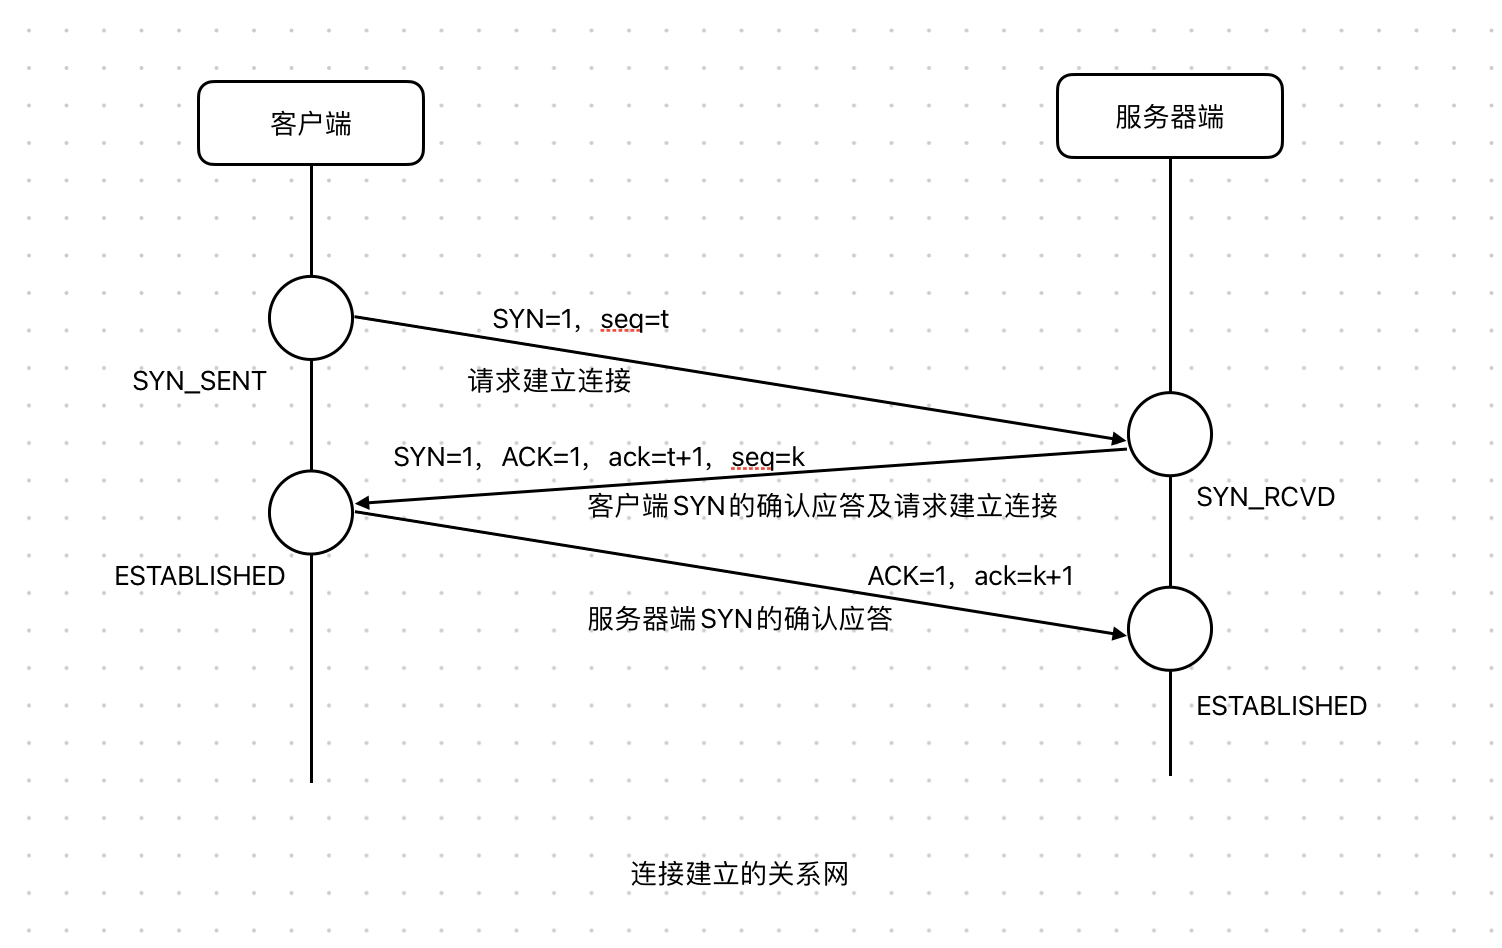 客户端
服务器端
SYN=1，seq=t
请求建立连接
SYN_SENT
SYN=1，ACK=1，ack=t+1，seq=k
客户端SYN的确认应答及请求建立连接
SYN_RCVD
ESTABLISHED
ACK=1，ack=k+1
服务器端SYN的确认应答
ESTABLISHED
连接建立的关系网